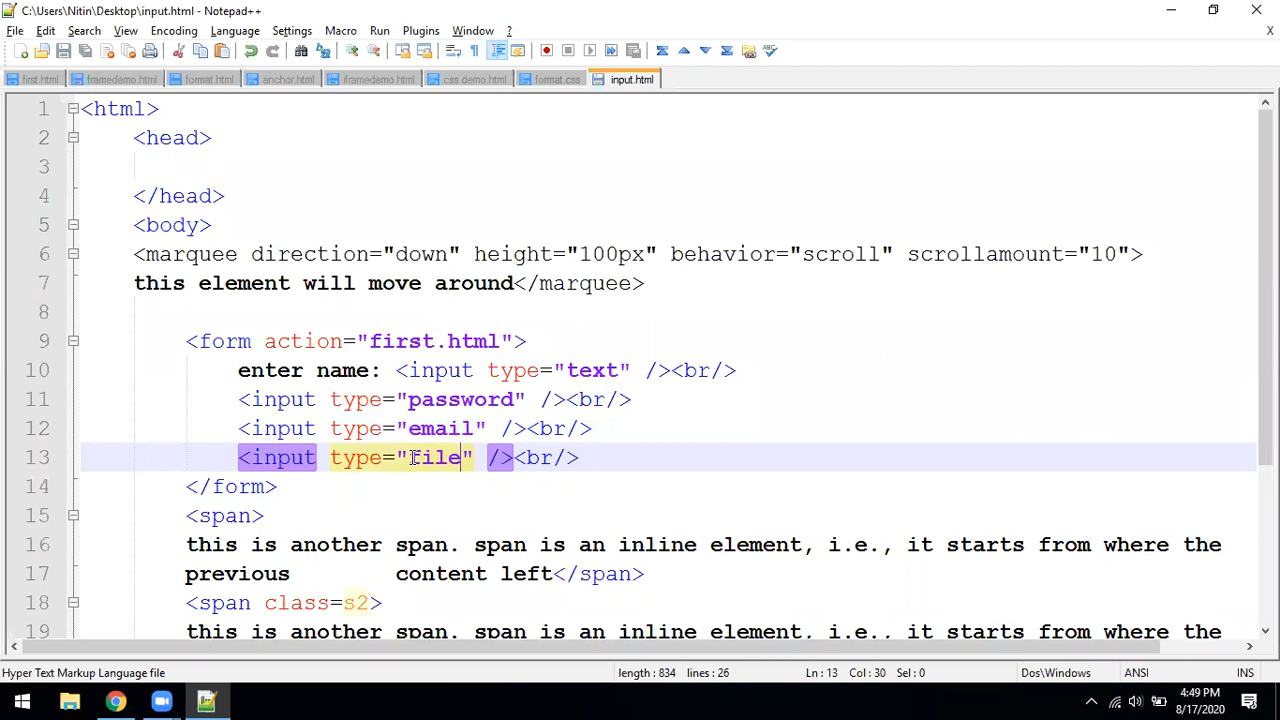 C:\Users\Nitin\Desktop\input.html - Notepad++
File Edit Search View Encoding Language Settings Macro Run Plugins Window ? X
first.html framedemo.html format.html anchor.html iframedemo.html css demo.html format.css input.html
1 <html>
2 <head>
3
4 </head>
5 <body>
6 <marquee direction="down" height="100px" behavior="scroll" scrollamount="10">
7 this element will move around</marquee>
8
9 <form action="first.html">
10 enter name: <input type="text" /><br/>
11 <input type="password" /><br/>
12 <input type="email" /><br/>
13 <input type="file" /><br/>
14 </form>
15 <span>
16 this is another span. span is an inline element, i.e., it starts from where the
17 previous content left</span>
18 <span class=s2>
19 this is another span. span is an inline element, i.e., it starts from where the
Hyper Text Markup Language file length : 834 lines : 26 Ln : 13 Col : 30 Sel : 0 Dos\Windows ANSI INS
4:49 PM
8/17/2020